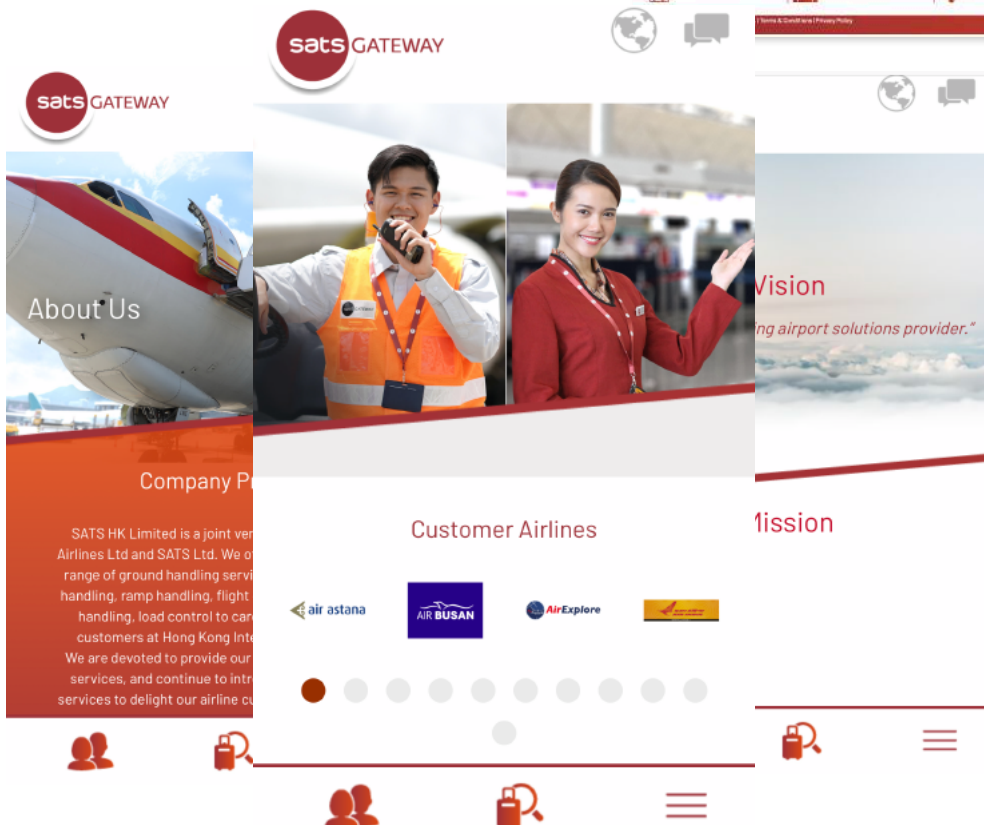 sats GATEWAY
About Us
Company P
SATS HK Limited is a joint ver
Airlines Ltd and SATS Ltd. We o
range of ground handling servi
handling, ramp handling, flight
handling, load control to car
customers at Hong Kong Inte
We are devoted to provide our
services, and continue to intr
services to delight our airline cu
sats GATEWAY
Customer Airlines
air astana
AIR BUSAN
AirExplore
| Terms & Conditions | Privacy Policy
Vision
ing airport solutions provider."
Mission